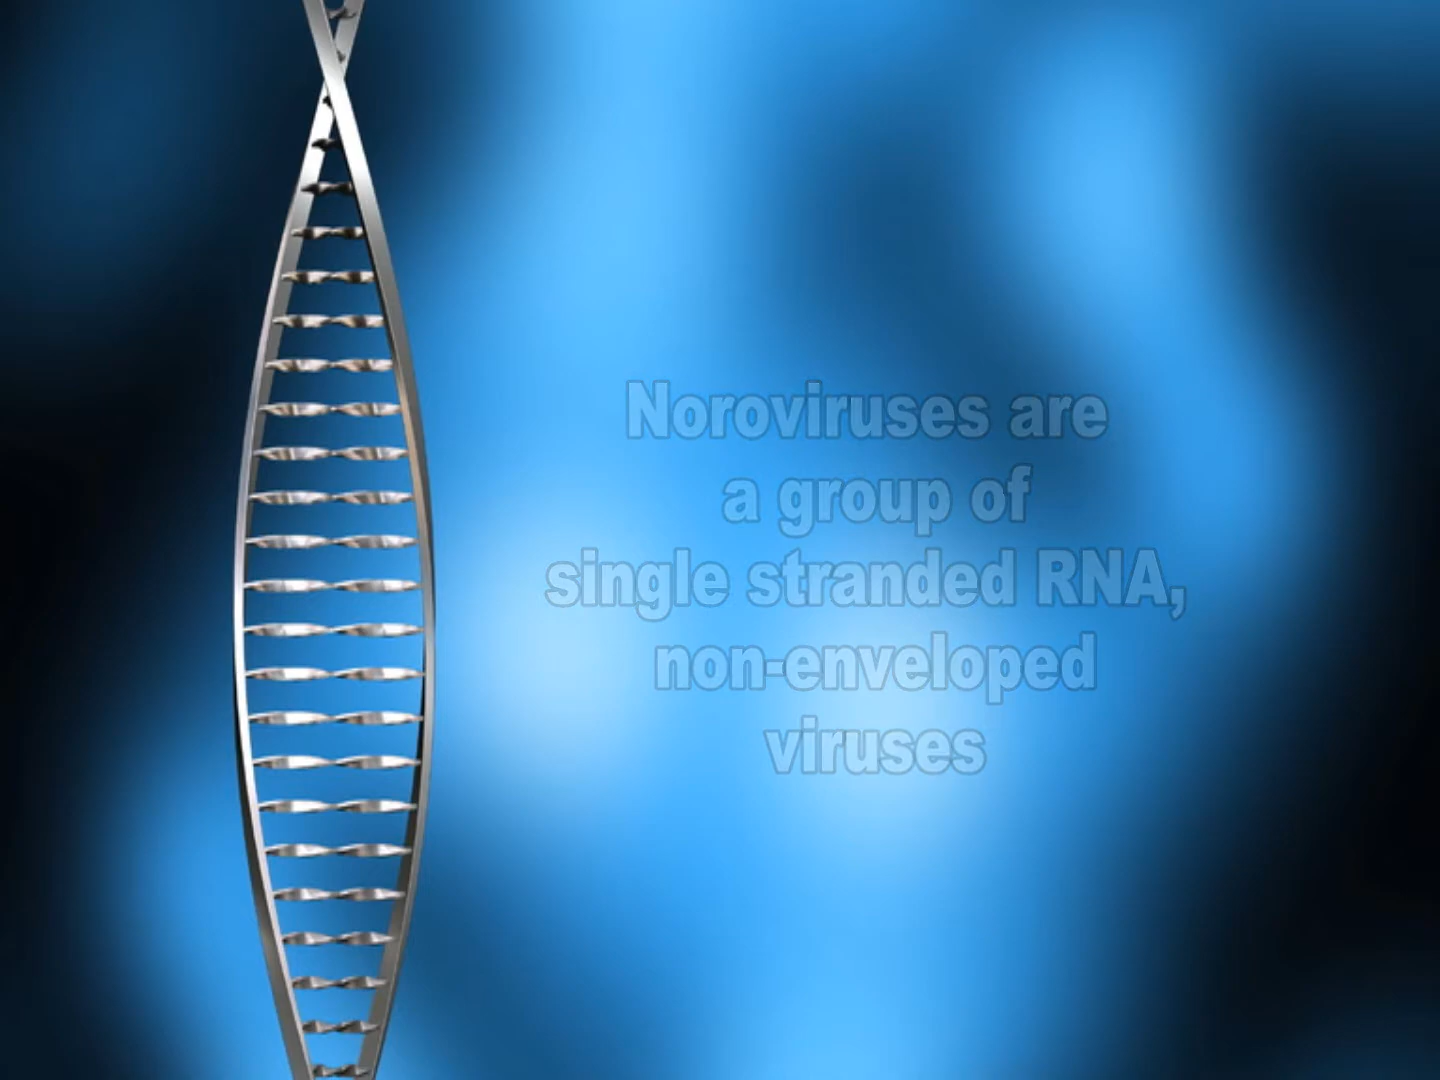 Noroviruses are
a group of
single stranded RNA,
non-enveloped
viruses